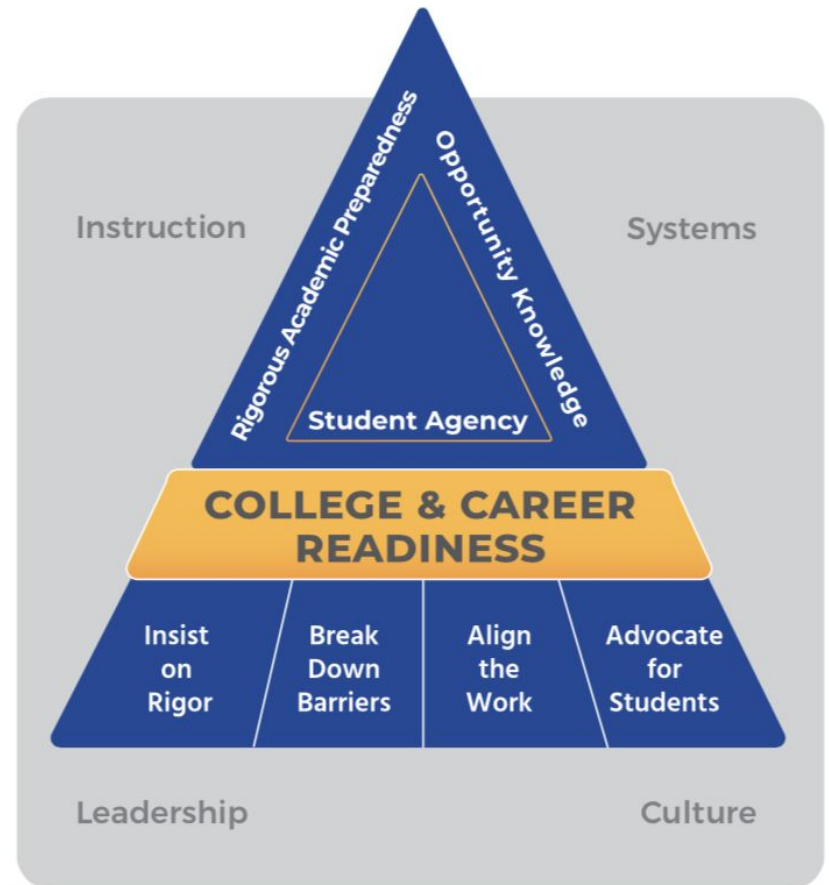 Rigorous Academic Preparedness
Opportunity Knowledge
Instruction
Systems
Student Agency
COLLEGE & CAREER
READINESS
Insist
on
Rigor
Break
Down
Barriers
Align
the
Work
Advocate
for
Students
Leadership
Culture